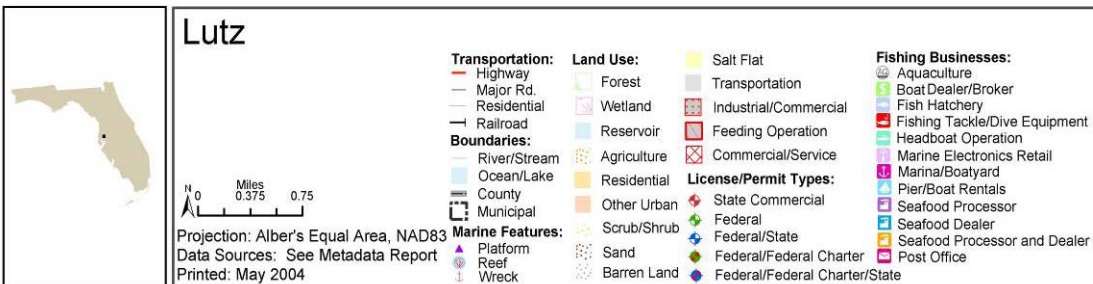 Lutz
N
Miles
0 0.375 0.75
Projection: Alber's Equal Area, NAD83
Data Sources: See Metadata Report
Printed: May 2004
Transportation:
Highway
Major Rd.
Residential
Railroad
Boundaries:
River/Stream
Ocean/Lake
County
Municipal
Marine Features:
Platform
Reef
Wreck
Land Use:
Forest
Wetland
Reservoir
Agriculture
Residential
Other Urban
Scrub/Shrub
Sand
Barren Land
Salt Flat
Transportation
Industrial/Commercial
Feeding Operation
Commercial/Service
License/Permit Types:
State Commercial
Federal
Federal/State
Federal/Federal Charter
Federal/Federal Charter/State
Fishing Businesses:
Aquaculture
Boat Dealer/Broker
Fish Hatchery
Fishing Tackle/Dive Equipment
Headboat Operation
Marine Electronics Retail
Marina/Boatyard
Pier/Boat Rentals
Seafood Processor
Seafood Dealer
Seafood Processor and Dealer
Post Office